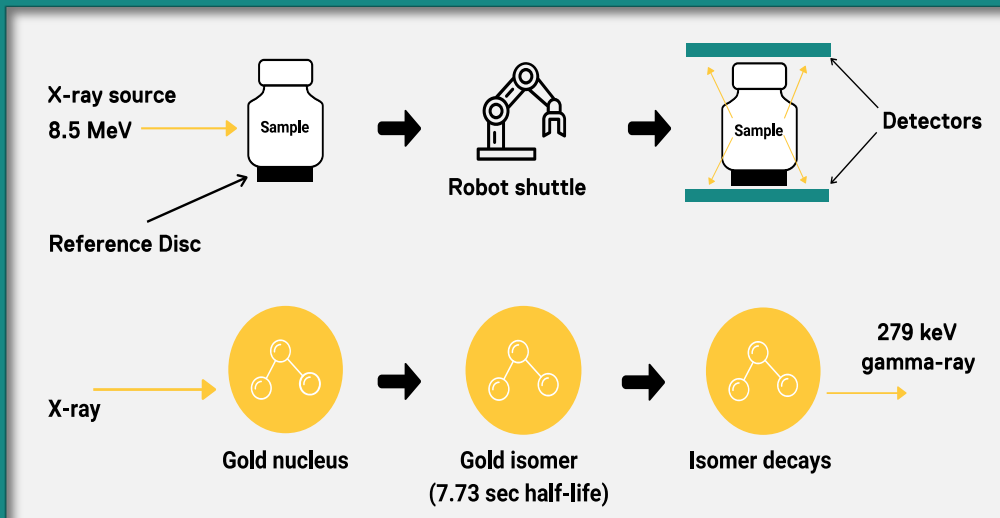 X-ray source
8.5 MeV
Sample
Reference Disc
Robot shuttle
Sample
Detectors
X-ray
Gold nucleus
Gold isomer
(7.73 sec half-life)
Isomer decays
279 keV
gamma-ray